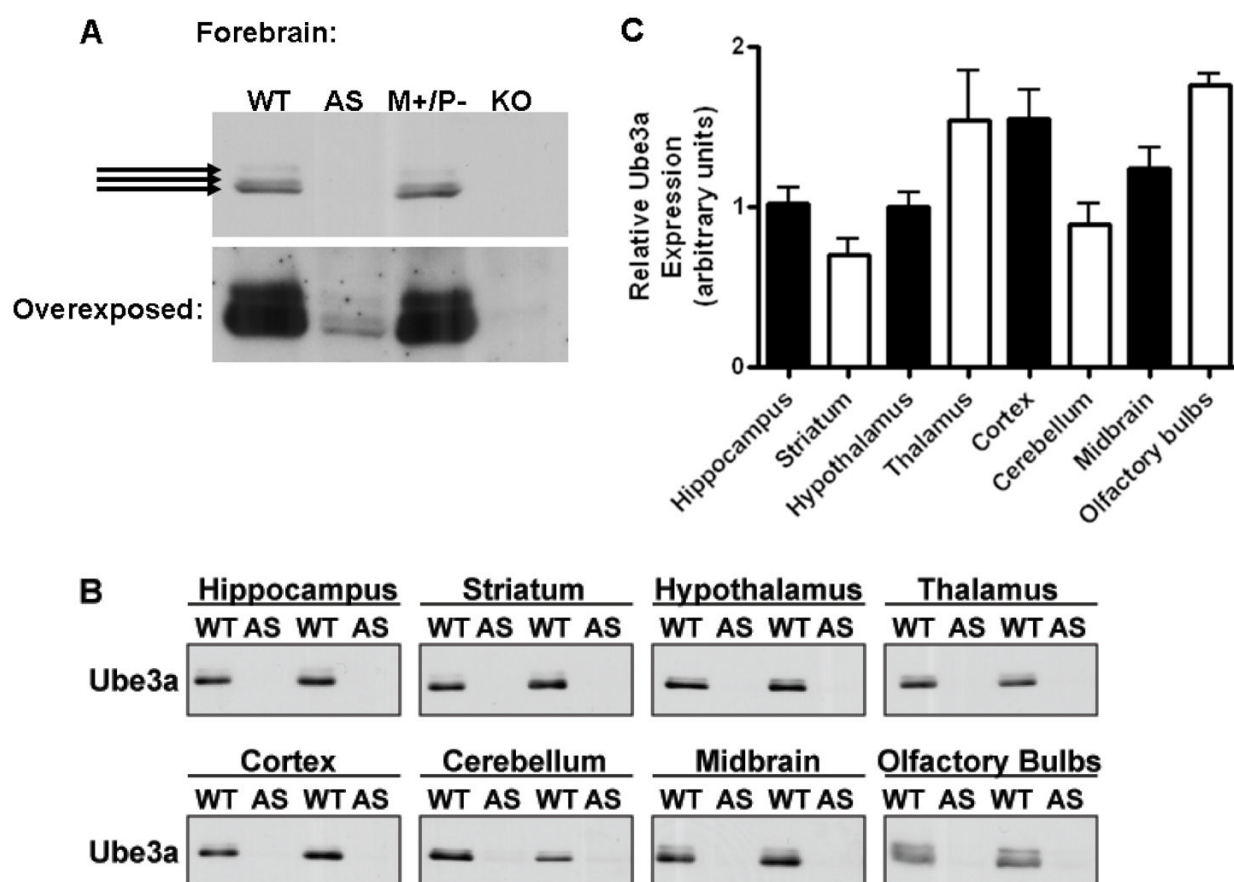 A Forebrain:
WT AS M+/P- KO
Overexposed:
C
Relative Ube3a
Expression
(arbitrary units)
2
1
0
Hippocampus
Striatum
Hypothalamus
Thalamus
Cortex
Cerebellum
Midbrain
Olfactory bulbs
B
Hippocampus Striatum Hypothalamus Thalamus
WT AS WT AS WT AS WT AS WT AS WT AS WT AS WT AS
Ube3a
Cortex Cerebellum Midbrain Olfactory Bulbs
WT AS WT AS WT AS WT AS WT AS WT AS WT AS WT AS
Ube3a